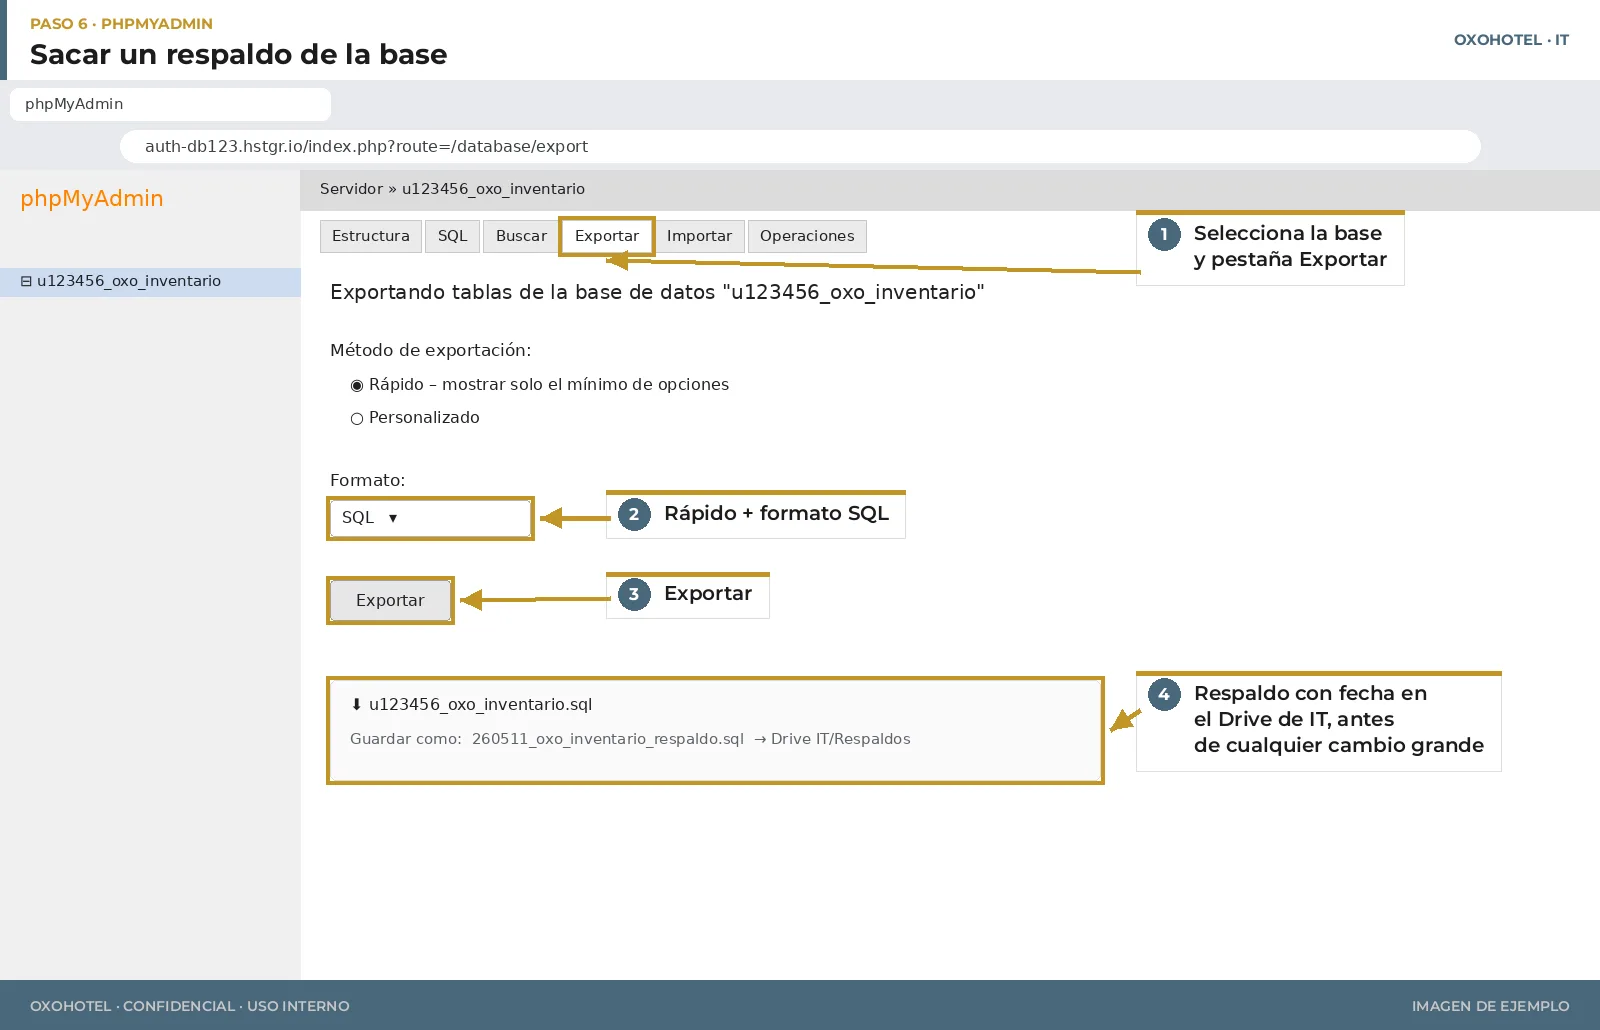 PASO 6 · PHPMYADMIN
Sacar un respaldo de la base
OXOHOTEL · IT
phpMyAdmin
auth-db123.hstgr.io/index.php?route=/database/export
phpMyAdmin
⊟ u123456_oxo_inventario
Servidor » u123456_oxo_inventario
Estructura SQL Buscar Exportar Importar Operaciones
1 Selecciona la base
y pestaña Exportar
Exportando tablas de la base de datos "u123456_oxo_inventario"
Método de exportación:
◉ Rápido – mostrar solo el mínimo de opciones
○ Personalizado
Formato:
SQL ▾
2 Rápido + formato SQL
Exportar
3 Exportar
⬇ u123456_oxo_inventario.sql
Guardar como: 260511_oxo_inventario_respaldo.sql → Drive IT/Respaldos
4 Respaldo con fecha en
el Drive de IT, antes
de cualquier cambio grande
OXOHOTEL · CONFIDENCIAL · USO INTERNO
IMAGEN DE EJEMPLO